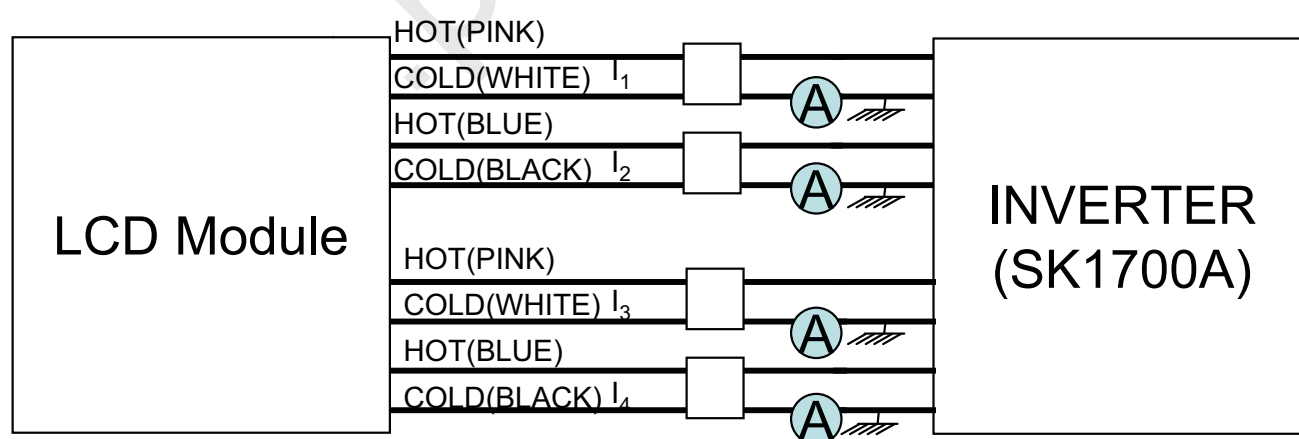 HOT(PINK)
COLD(WHITE) I1
A
HOT(BLUE)
COLD(BLACK) I2
A
LCD Module
INVERTER
(SK1700A)
HOT(PINK)
COLD(WHITE) I3
A
HOT(BLUE)
COLD(BLACK) I4
A